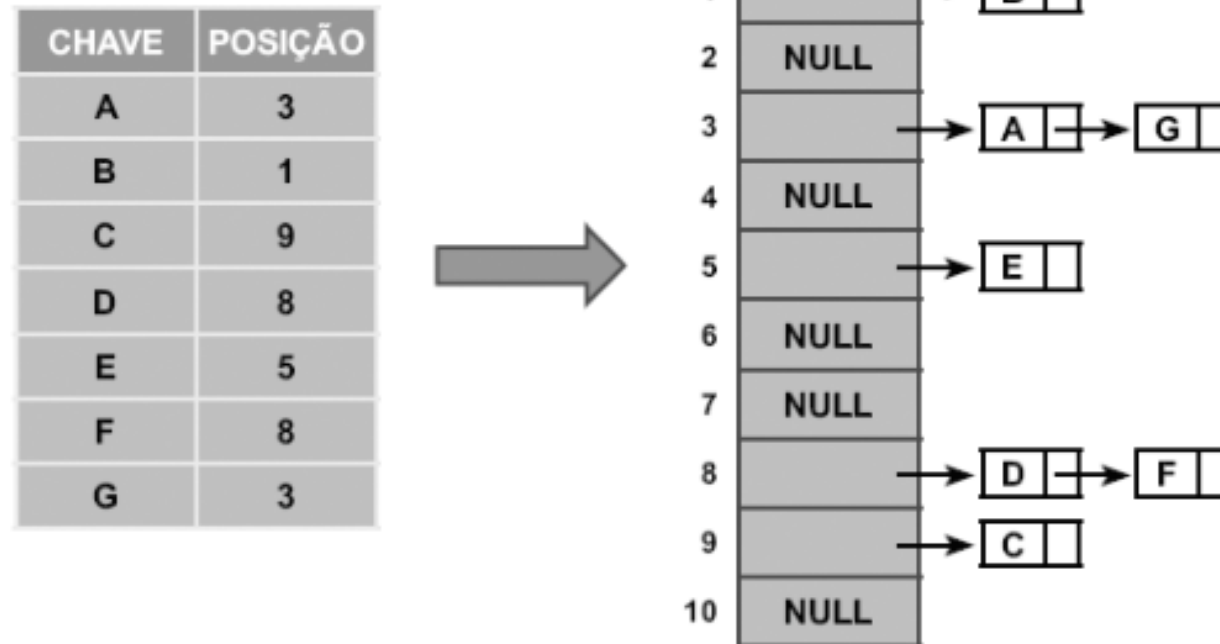 CHAVE POSIÇÃO
A 3
B 1
C 9
D 8
E 5
F 8
G 3
2 NULL
3 A G
4 NULL
5 E
6 NULL
7 NULL
8 D F
9 C
10 NULL